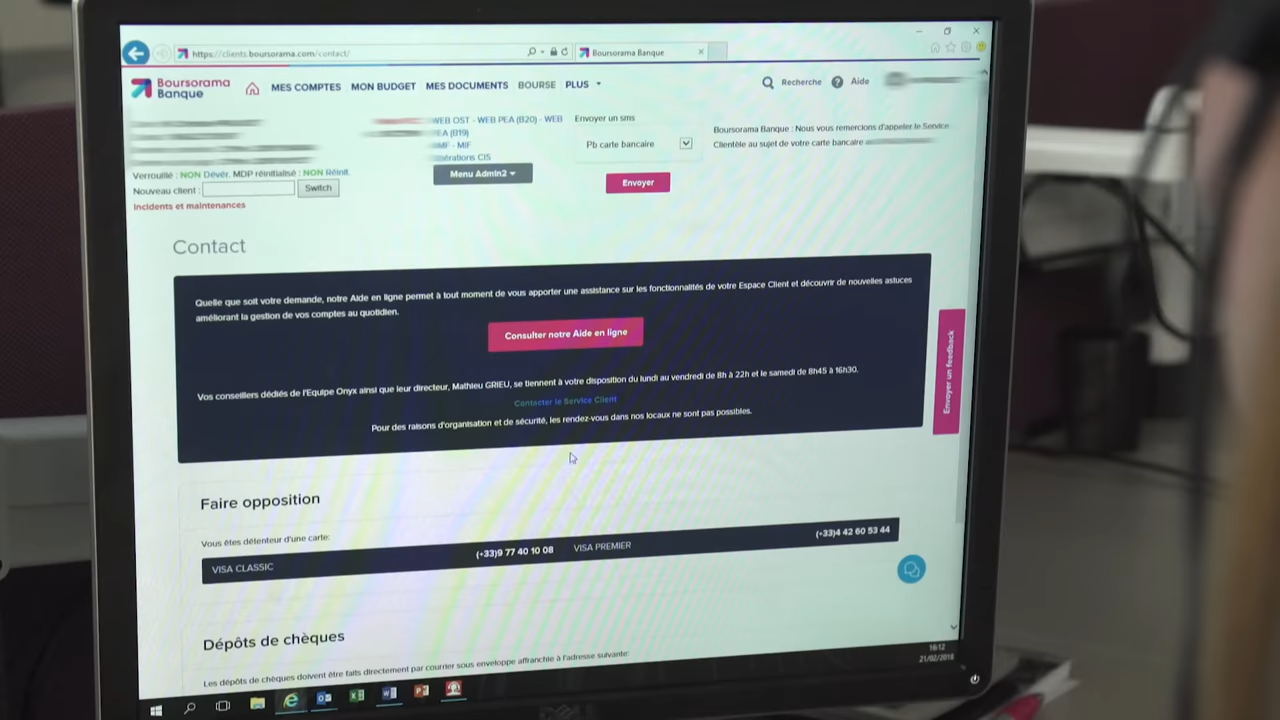 https://clients.boursorama.com/contact/
Boursorama Banque
Boursorama
Banque
MES COMPTES MON BUDGET MES DOCUMENTS BOURSE PLUS
Recherche
Aide
WEB OST - WEB PEA (B20) - WEB
(B19)
- MIF
CIS
Menu Admin2
Envoyer un sms
Pb carte bancaire
Envoyer
Boursorama Banque : Nous vous remercions d'appeler le Service
Clientèle au sujet de votre carte bancaire
Verrouillé : NON Déver. MDP réinitialisé : NON Réinit.
Nouveau client : Switch
Incidents et maintenances
Contact
Quelle que soit votre demande, notre Aide en ligne permet à tout moment de vous apporter une assistance sur les fonctionnalités de votre Espace Client et découvrir de nouvelles astuces
améliorant la gestion de vos comptes au quotidien.
Consulter notre Aide en ligne
Vos conseillers dédiés de l'Equipe Onyx ainsi que leur directeur, Mathieu GRIEU, se tiennent à votre disposition du lundi au vendredi de 8h à 22h et le samedi de 8h45 à 16h30.
Contacter le Service Client
Pour des raisons d'organisation et de sécurité, les rendez-vous dans nos locaux ne sont pas possibles.
Envoyer un feedback
Faire opposition
Vous êtes détenteur d'une carte:
VISA CLASSIC (+33)9 77 40 10 08 VISA PREMIER (+33)4 42 60 53 44
Dépôts de chèques
Les dépôts de chèques doivent être faits directement par courrier sous enveloppe affranchie à l'adresse suivante:
16:12
21/02/2018